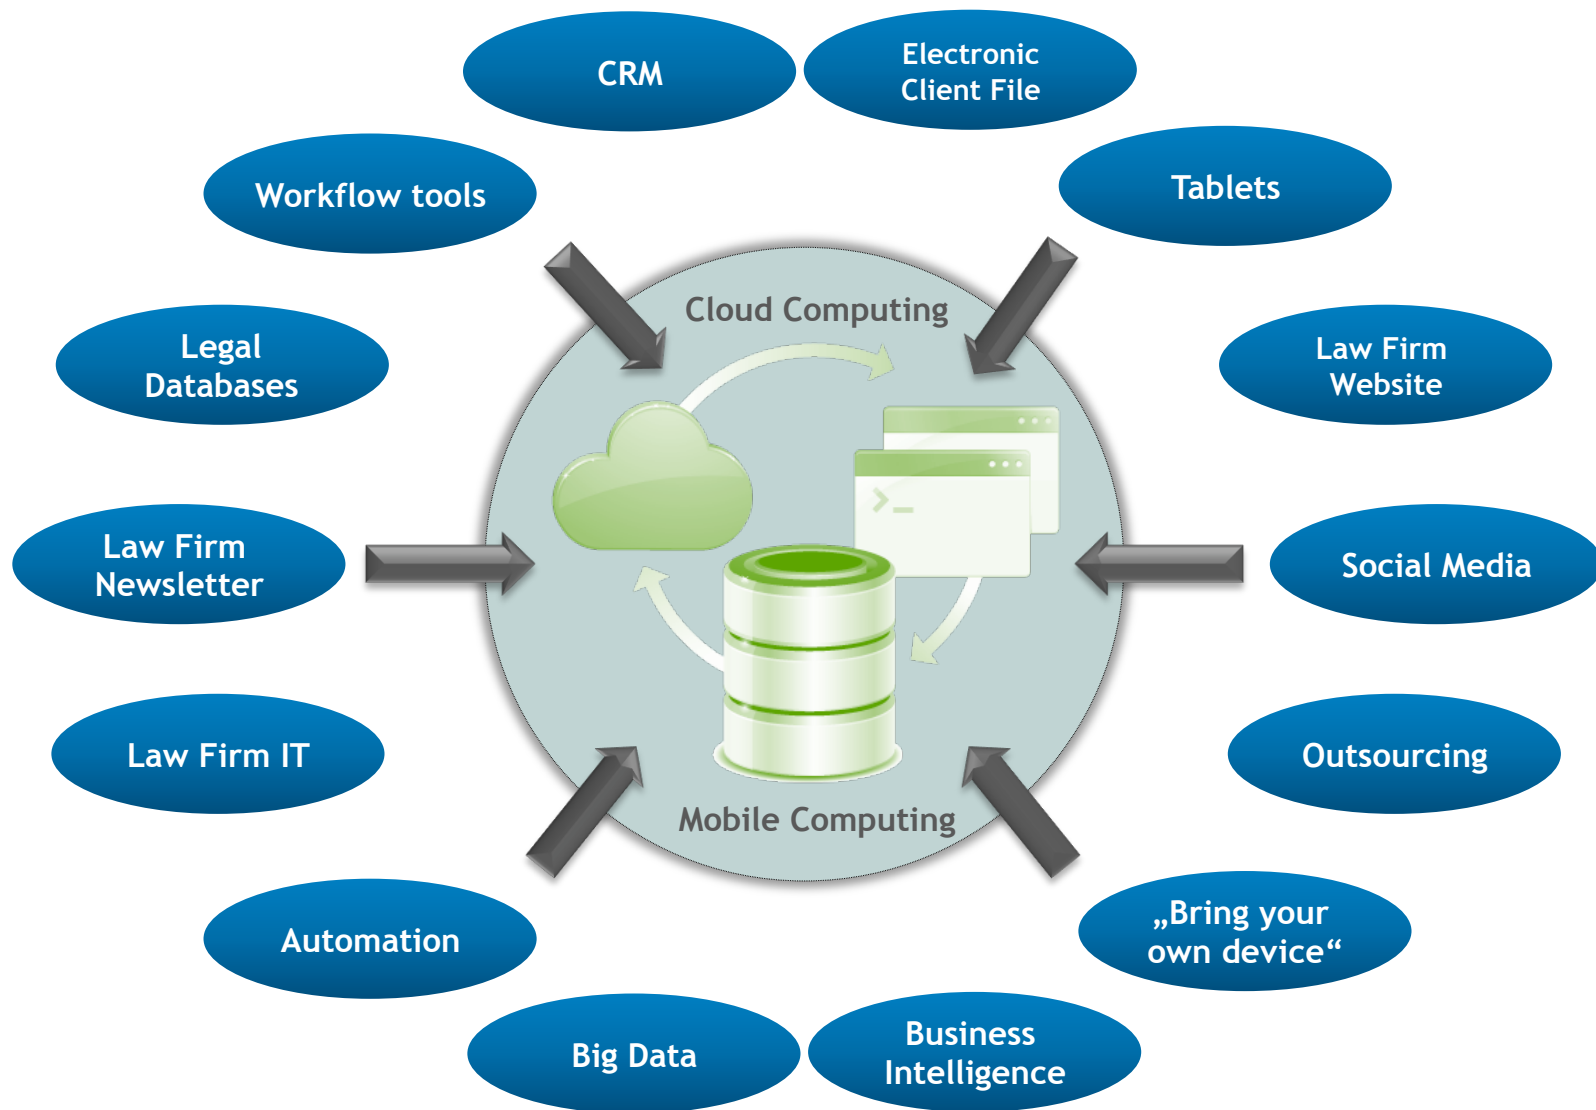 CRM
Electronic
Client File
Workflow tools
Tablets
Cloud Computing
Legal
Databases
Law Firm
Website
>_
Law Firm
Newsletter
Social Media
Law Firm IT
Outsourcing
Mobile Computing
Automation
„Bring your
own device“
Big Data
Business
Intelligence